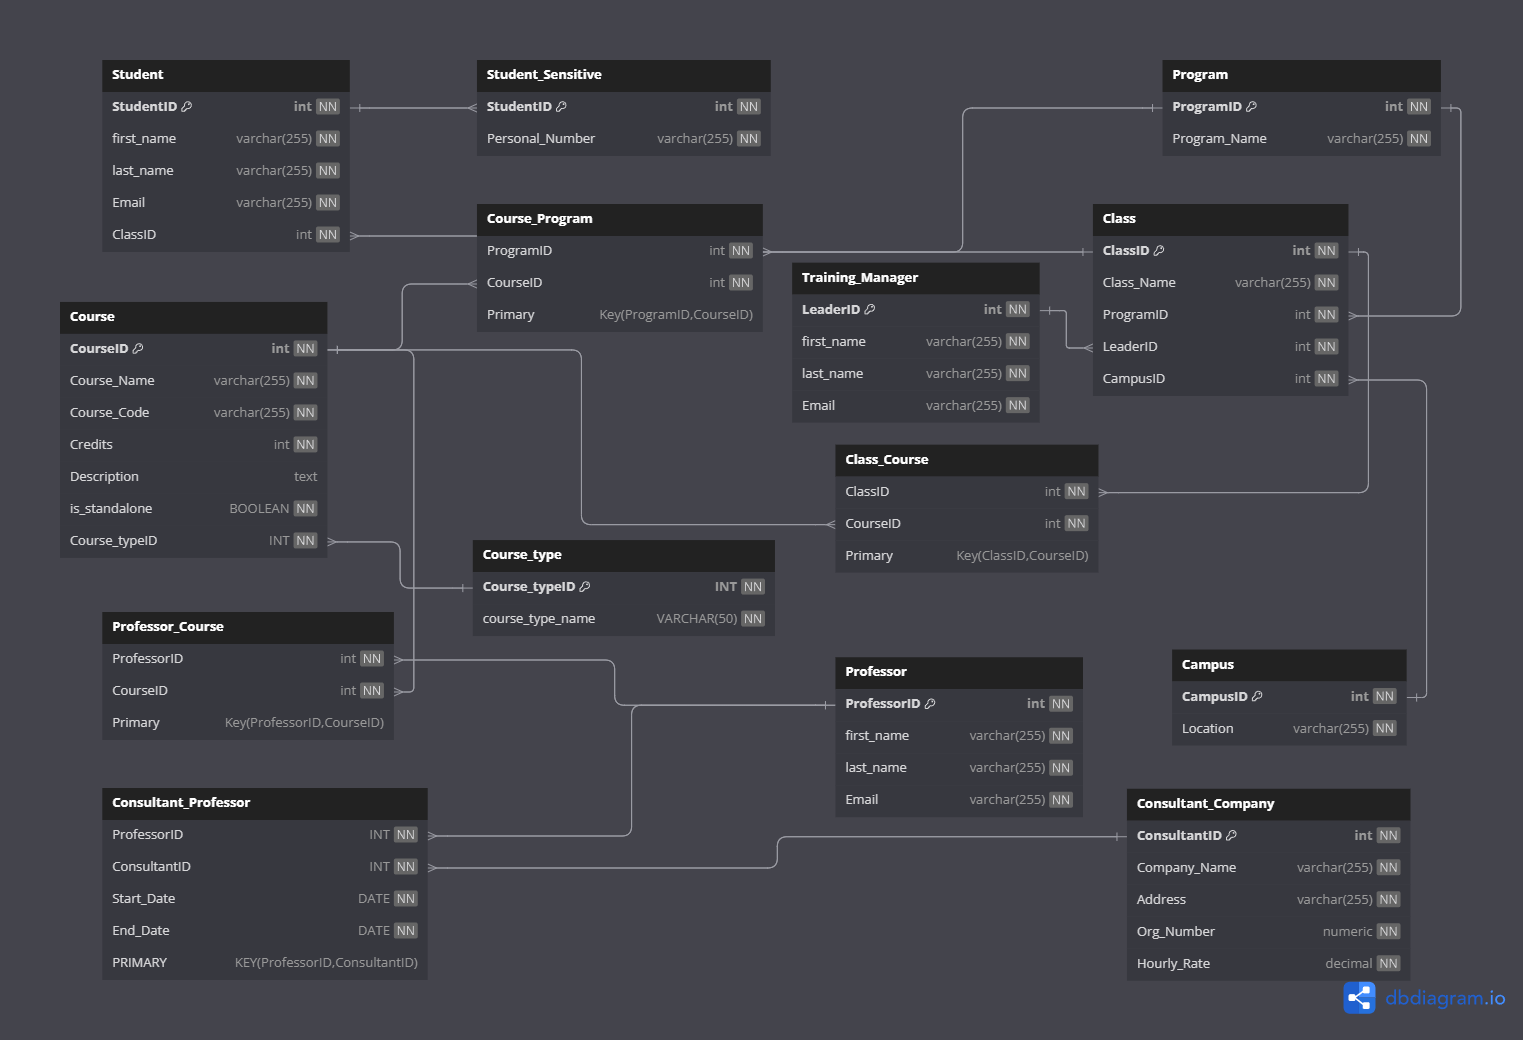 Student
StudentID int NN
first_name varchar(255) NN
last_name varchar(255) NN
Email varchar(255) NN
ClassID int NN
Student_Sensitive
StudentID int NN
Personal_Number varchar(255) NN
Program
ProgramID int NN
Program_Name varchar(255) NN
Course_Program
ProgramID int NN
CourseID int NN
Primary Key(ProgramID,CourseID)
Class
ClassID int NN
Class_Name varchar(255) NN
ProgramID int NN
LeaderID int NN
CampusID int NN
Training_Manager
LeaderID int NN
first_name varchar(255) NN
last_name varchar(255) NN
Email varchar(255) NN
Course
CourseID int NN
Course_Name varchar(255) NN
Course_Code varchar(255) NN
Credits int NN
Description text
is_standalone BOOLEAN NN
Course_typeID INT NN
Class_Course
ClassID int NN
CourseID int NN
Primary Key(ClassID,CourseID)
Course_type
Course_typeID INT NN
course_type_name VARCHAR(50) NN
Professor_Course
ProfessorID int NN
CourseID int NN
Primary Key(ProfessorID,CourseID)
Professor
ProfessorID int NN
first_name varchar(255) NN
last_name varchar(255) NN
Email varchar(255) NN
Campus
CampusID int NN
Location varchar(255) NN
Consultant_Professor
ProfessorID INT NN
ConsultantID INT NN
Start_Date DATE NN
End_Date DATE NN
PRIMARY KEY(ProfessorID,ConsultantID)
Consultant_Company
ConsultantID int NN
Company_Name varchar(255) NN
Address varchar(255) NN
Org_Number numeric NN
Hourly_Rate decimal NN
dbdiagram.io